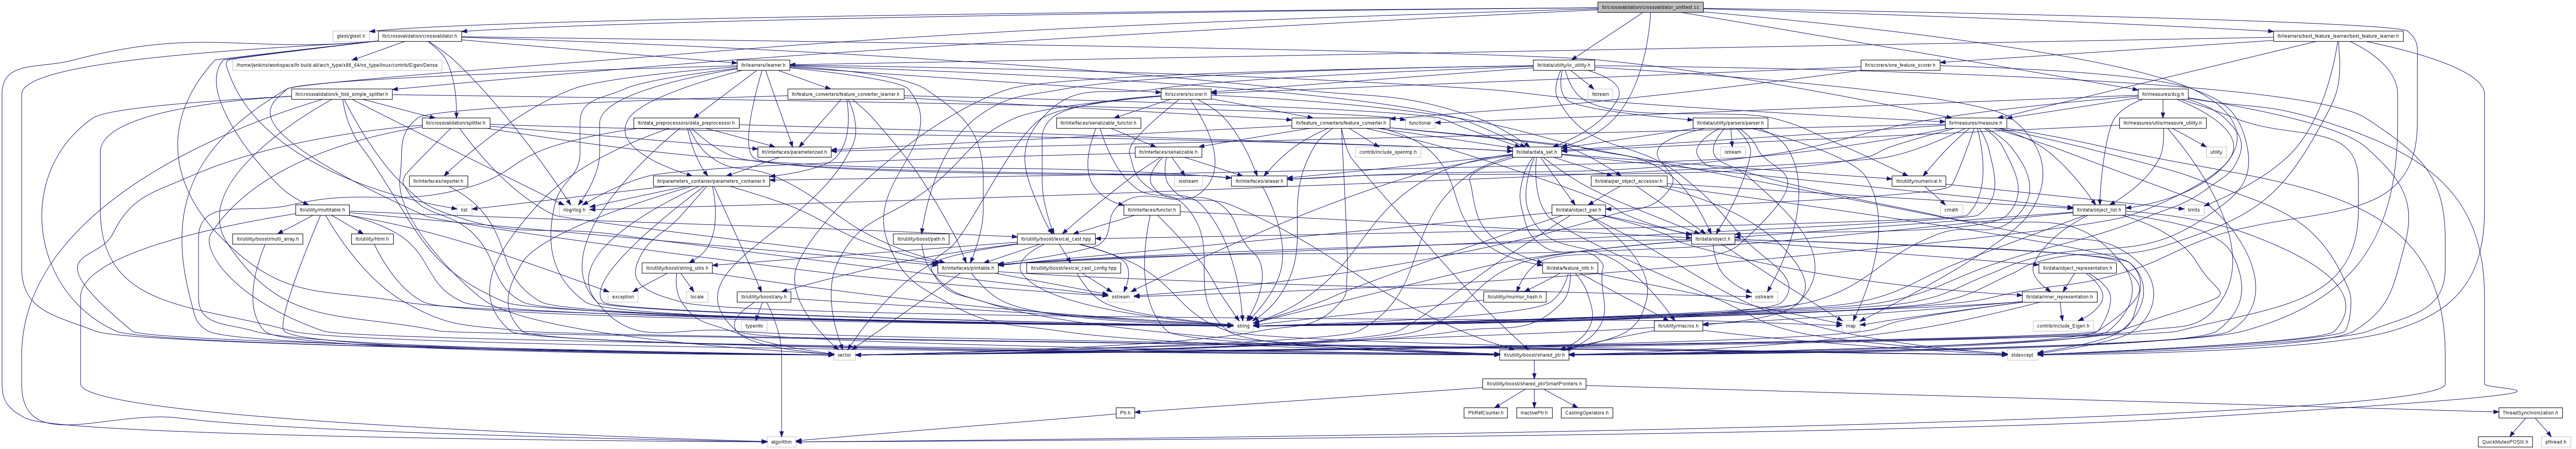 ltr/crossvalidation/crossvalidator_unittest.cc
gtest/gtest.h
ltr/crossvalidation/crossvalidator.h
ltr/learners/best_feature_learner/best_feature_learner.h
/home/jenkins/workspace/ltr-build-all/arch_type/x86_64/os_type/linux/contrib/Eigen/Dense
ltr/learners/learner.h
ltr/data/utility/io_utility.h
ltr/scorers/one_feature_scorer.h
ltr/crossvalidation/k_fold_simple_splitter.h
ltr/feature_converters/feature_converter_learner.h
ltr/scorers/scorer.h
fstream
ltr/measures/dcg.h
ltr/crossvalidation/splitter.h
ltr/data_preprocessors/data_preprocessor.h
ltr/interfaces/serializable_functor.h
ltr/feature_converters/feature_converter.h
functional
ltr/data/utility/parsers/parser.h
ltr/measures/measure.h
ltr/measures/utils/measure_utility.h
ltr/interfaces/parameterized.h
ltr/interfaces/serializable.h
contrib/include_openmp.h
ltr/data/data_set.h
istream
utility
ltr/interfaces/reporter.h
ltr/parameters_container/parameters_container.h
iostream
ltr/interfaces/aliaser.h
ltr/data/per_object_accessor.h
ltr/utility/numerical.h
ltr/utility/multitable.h
list
rlog/rlog.h
ltr/interfaces/functor.h
ltr/data/object_pair.h
cmath
ltr/data/object_list.h
limits
ltr/utility/boost/multi_array.h
ltr/utility/html.h
ltr/utility/boost/path.h
ltr/utility/boost/lexical_cast.hpp
ltr/data/object.h
ltr/utility/boost/string_utils.h
ltr/interfaces/printable.h
ltr/utility/boost/lexical_cast_config.hpp
ltr/data/feature_info.h
ltr/data/object_representation.h
exception
locale
ltr/utility/boost/any.h
sstream
ltr/utility/murmur_hash.h
ostream
ltr/data/inner_representation.h
typeinfo
string
ltr/utility/macros.h
map
contrib/include_Eigen.h
vector
ltr/utility/boost/shared_ptr.h
stdexcept
ltr/utility/boost/shared_ptr/SmartPointers.h
Ptr.h
PtrRefCounter.h
InactivePtr.h
CastingOperators.h
ThreadSynchronization.h
algorithm
QuickMutexPOSIX.h
pthread.h